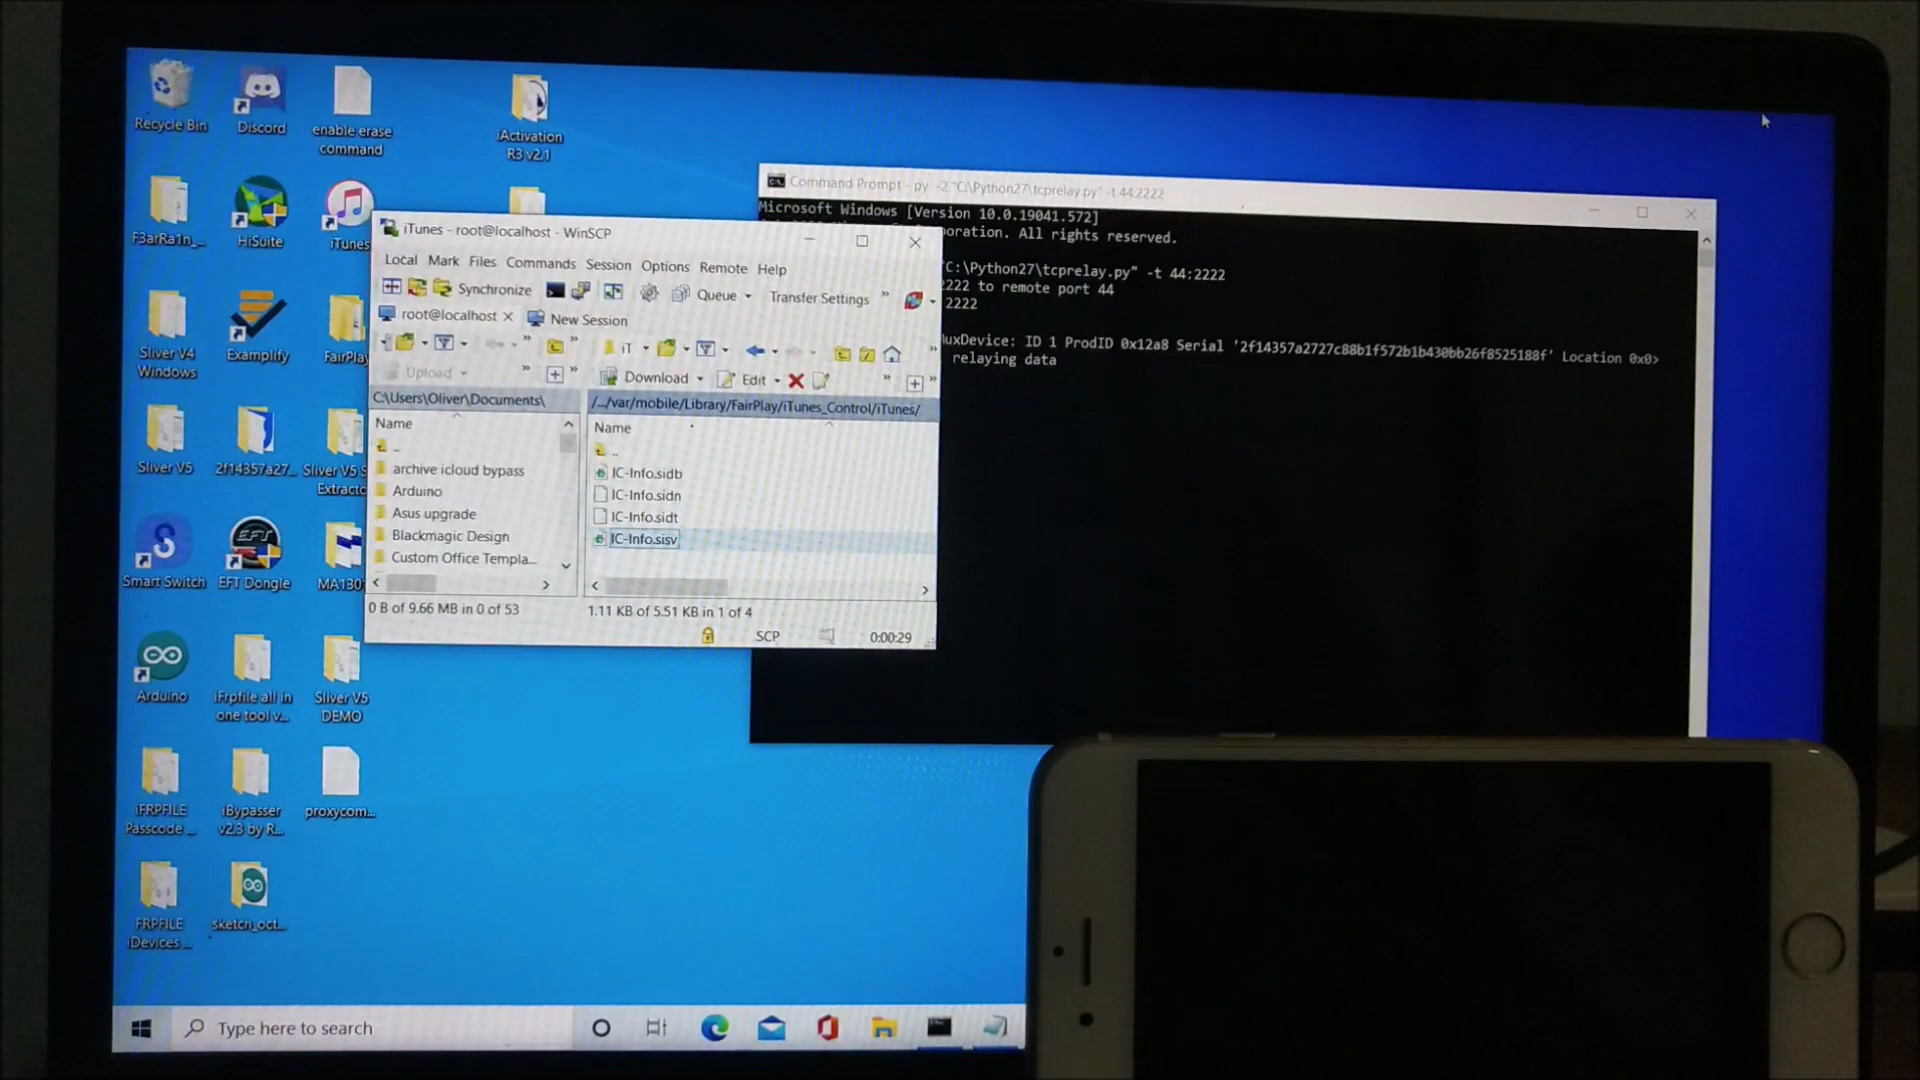 Recycle Bin
Discord
enable erase
command
iActivation
R3 v2.1
F3arRa1n_...
HiSuite
iTunes
Sliver V4
Windows
Examplify
FairPlay
Sliver V5
2f14357a27...
Sliver V5 S
Extracto
Smart Switch
EFT
EFT Dongle
MA130
Arduino
iFrpfile all in
one tool v...
Sliver V5
DEMO
iFRPFILE
Passcode ...
iBypasser
v2.3 by R...
proxycom...
FRPFILE
iDevices ...
sketch_oct...
Command Prompt - py -2 "C:\Python27\tcprelay.py" -t 44:2222
Microsoft Windows [Version 10.0.19041.572]
oration. All rights reserved.
"C:\Python27\tcprelay.py" -t 44:2222
2222 to remote port 44
2222
uxDevice: ID 1 ProdID 0x12a8 Serial '2f14357a2727c88b1f572b1b430bb26f8525188f' Location 0x0>
relaying data
iTunes - root@localhost - WinSCP
Local Mark Files Commands Session Options Remote Help
Synchronize
Queue
Transfer Settings
root@localhost
New Session
iT
Upload
Download
Edit
C:\Users\Oliver\Documents\
/.../var/mobile/Library/FairPlay/iTunes_Control/iTunes/
Name
..
archive icloud bypass
Arduino
Asus upgrade
Blackmagic Design
Custom Office Templa...
Name
..
IC-Info.sidb
IC-Info.sidn
IC-Info.sidt
IC-Info.sisv
0 B of 9.66 MB in 0 of 53
1.11 KB of 5.51 KB in 1 of 4
SCP
0:00:29
Type here to search